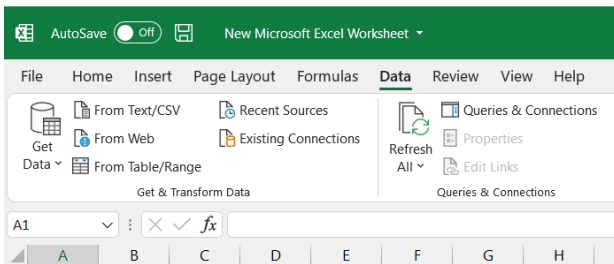 AutoSave Off New Microsoft Excel Worksheet
File Home Insert Page Layout Formulas Data Review View Help
Get Data
From Text/CSV
From Web
From Table/Range
Recent Sources
Existing Connections
Get & Transform Data
Refresh All
Queries & Connections
Properties
Edit Links
Queries & Connections
A1 fx
A B C D E F G H